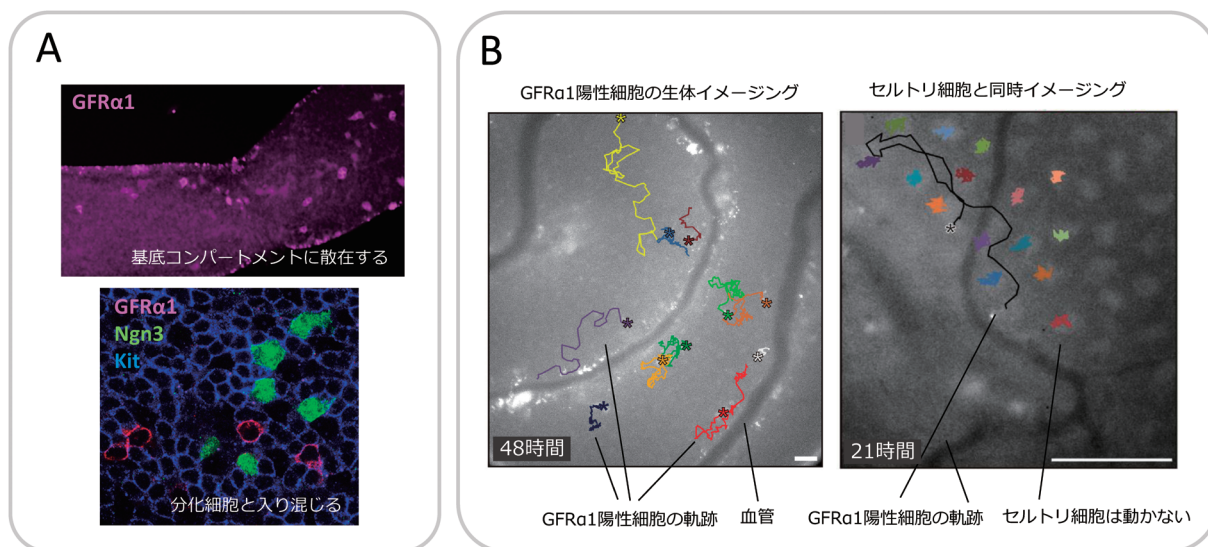 A
GFRα1
基底コンパートメントに散在する
GFRα1
Ngn3
Kit
分化細胞と入り混じる
B
GFRα1陽性細胞の生体イメージング
セルトリ細胞と同時イメージング
48時間
21時間
GFRα1陽性細胞の軌跡
血管
GFRα1陽性細胞の軌跡
セルトリ細胞は動かない